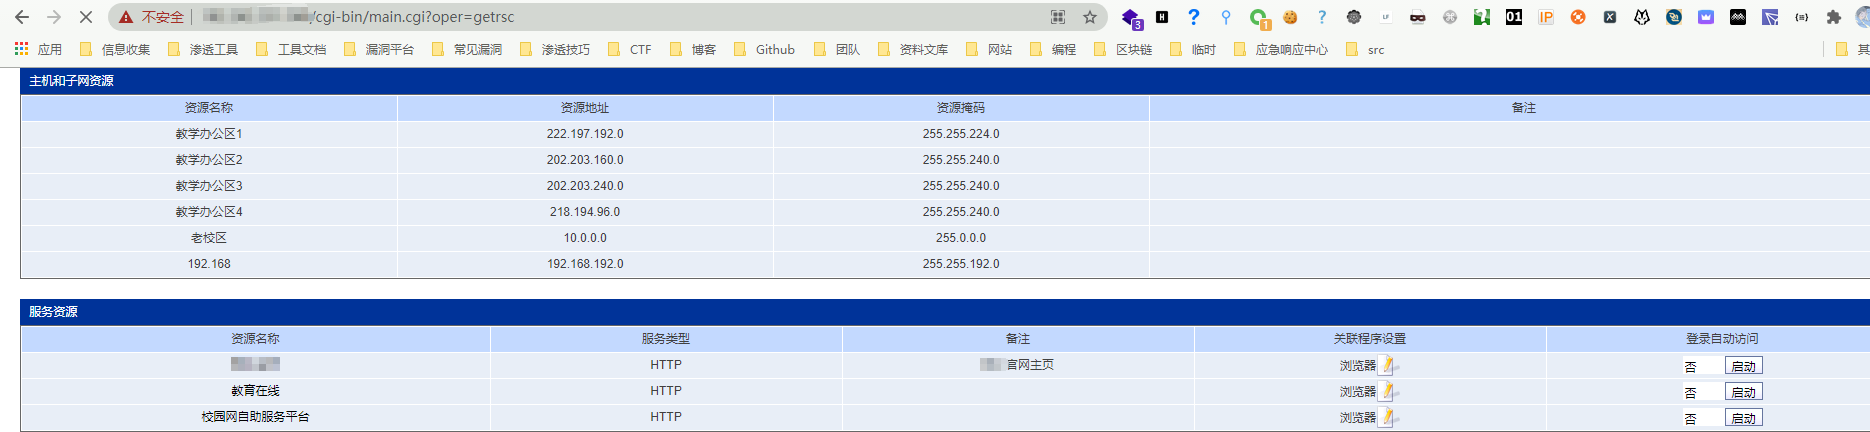 不安全 /cgi-bin/main.cgi?oper=getrsc
应用 信息收集 渗透工具 工具文档 漏洞平台 常见漏洞 渗透技巧 CTF 博客 Github 团队 资料文库 网站 编程 区块链 临时 应急响应中心 src 其
主机和子网资源
资源名称 资源地址 资源掩码 备注
教学办公区1 222.197.192.0 255.255.224.0
教学办公区2 202.203.160.0 255.255.240.0
教学办公区3 202.203.240.0 255.255.240.0
教学办公区4 218.194.96.0 255.255.240.0
老校区 10.0.0.0 255.0.0.0
192.168 192.168.192.0 255.255.192.0
服务资源
资源名称 服务类型 备注 关联程序设置 登录自动访问
HTTP 官网主页 浏览器 否 启动
教育在线 HTTP 浏览器 否 启动
校园网自助服务平台 HTTP 浏览器 否 启动